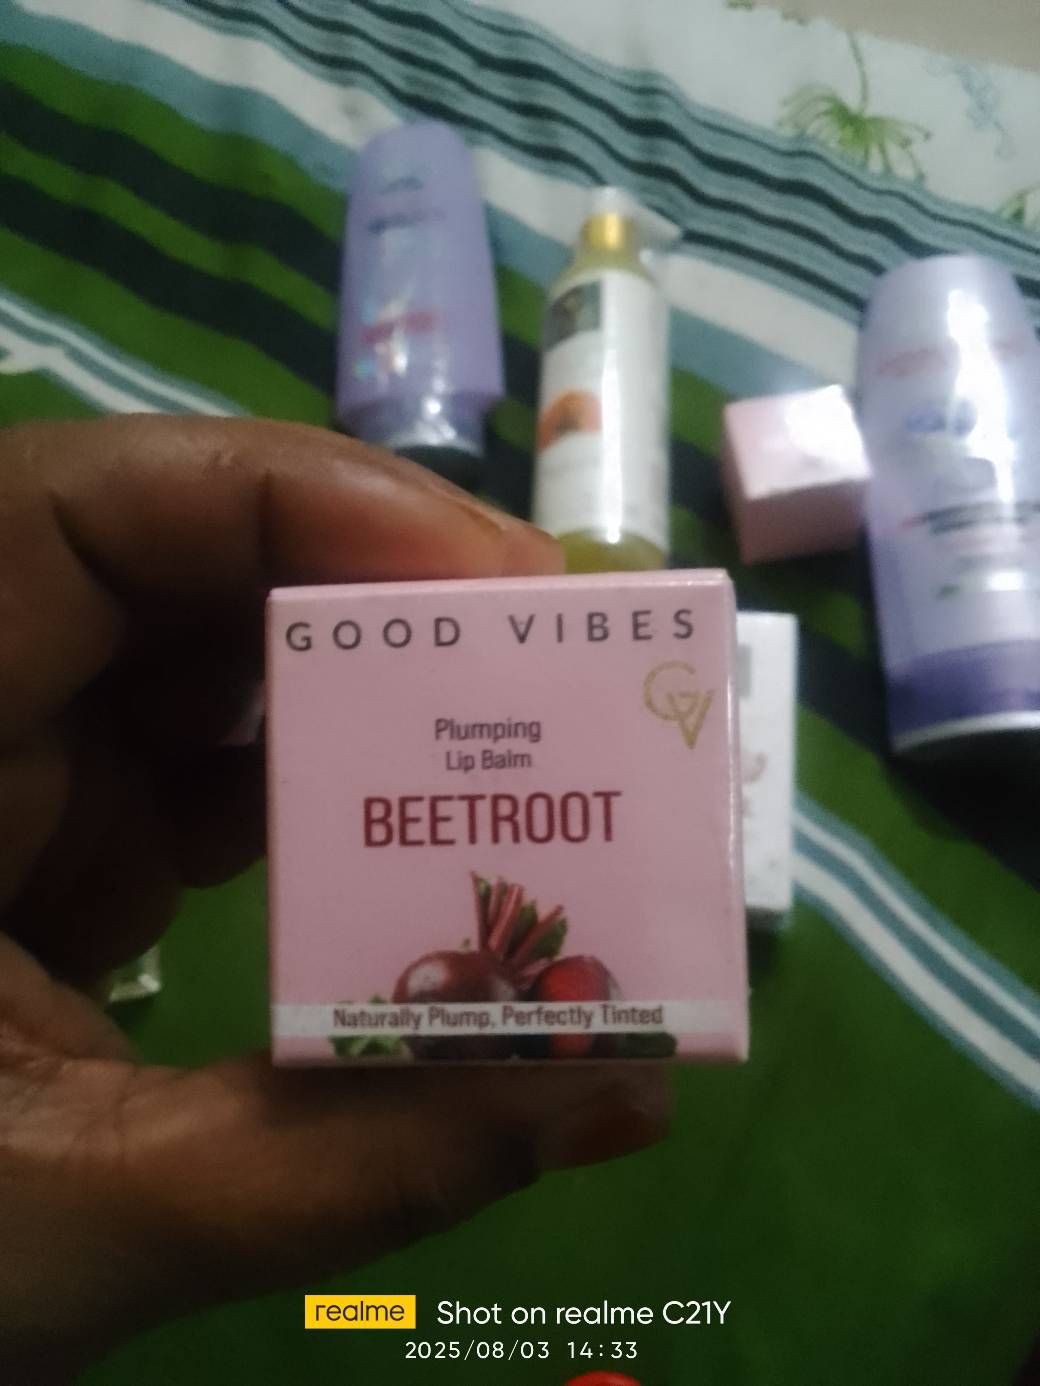 GOOD VIBES
GV
Plumping
Lip Balm
BEETROOT
Naturally Plump, Perfectly Tinted
realme Shot on realme C21Y
2025/08/03 14:33